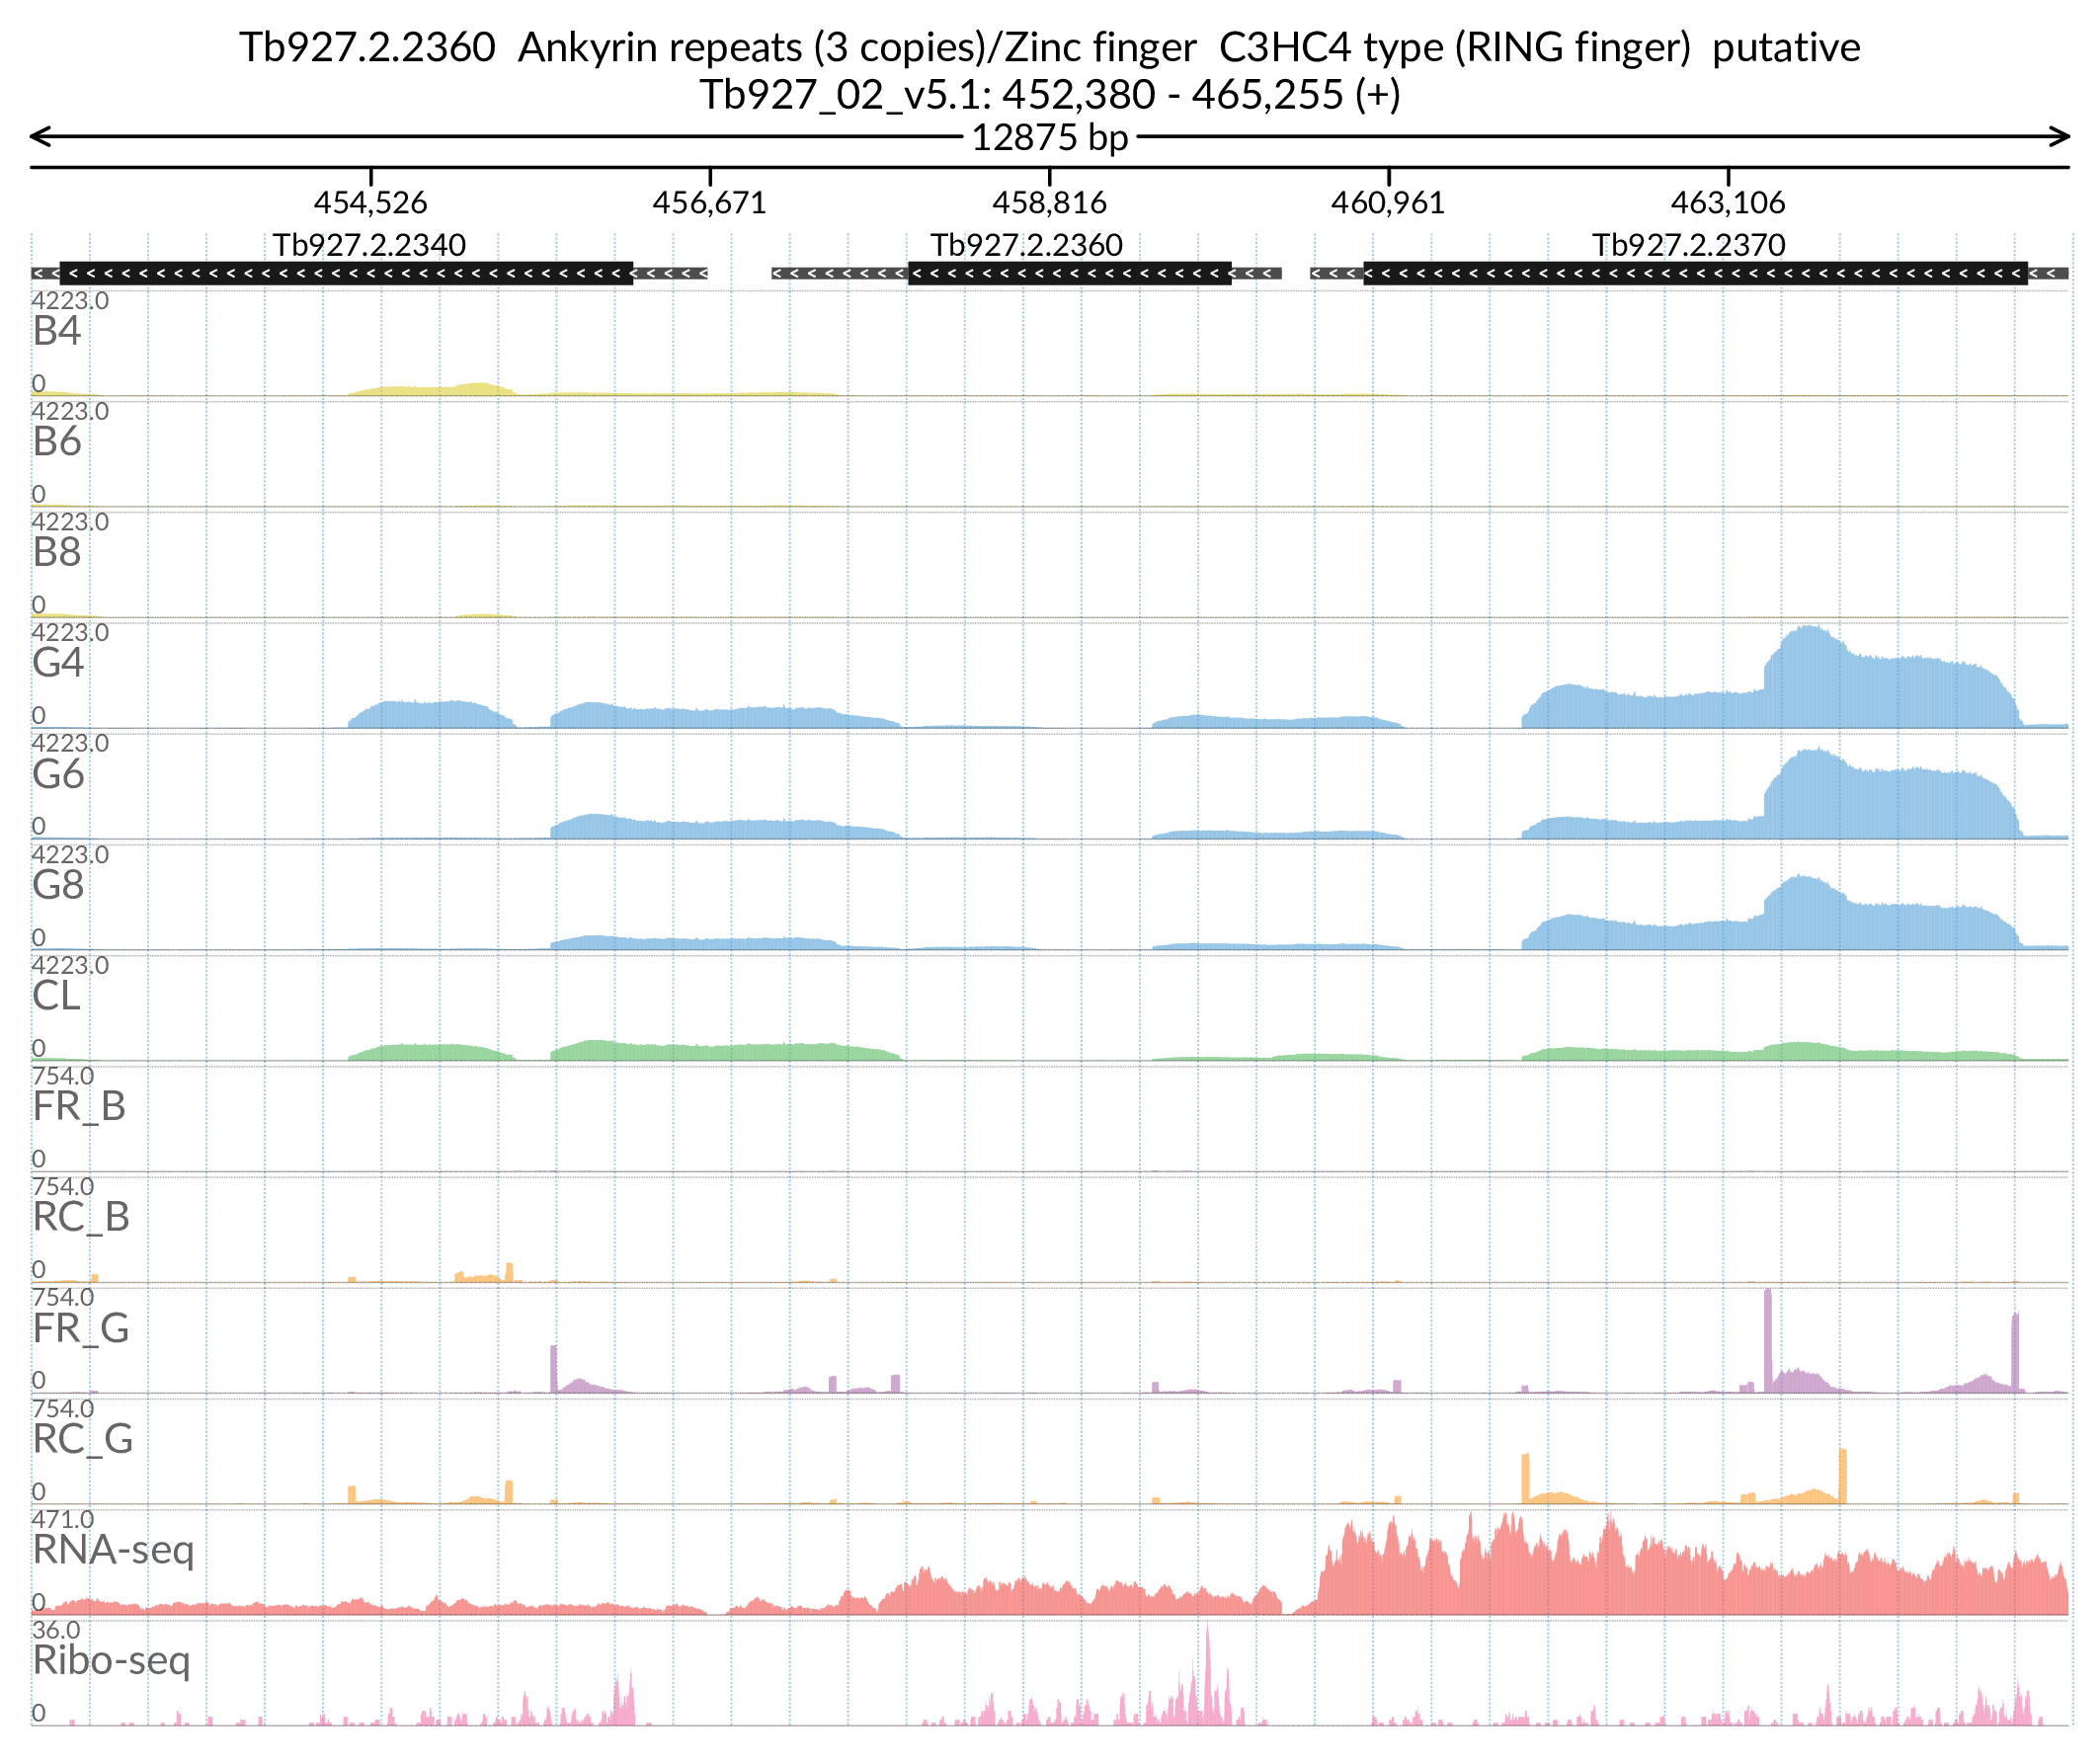 Tb927.2.2360 Ankyrin repeats (3 copies)/Zinc finger C3HC4 type (RING finger) putative
Tb927_02_v5.1: 452,380 - 465,255 (+)
12875 bp
454,526 456,671 458,816 460,961 463,106
Tb927.2.2340 Tb927.2.2360 Tb927.2.2370
4223.0
B4
0
4223.0
B6
0
4223.0
B8
0
4223.0
G4
0
4223.0
G6
0
4223.0
G8
0
4223.0
CL
0
754.0
FR_B
0
754.0
RC_B
0
754.0
FR_G
0
754.0
RC_G
0
471.0
RNA-seq
0
36.0
Ribo-seq
0